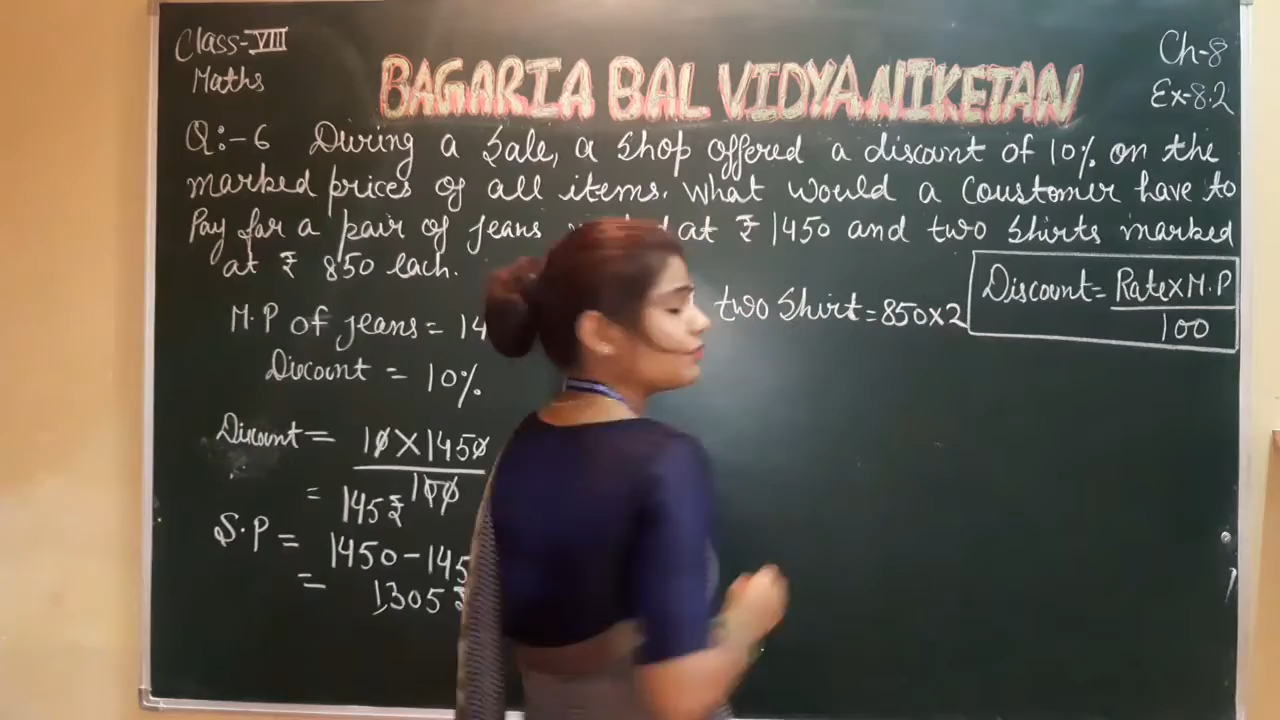 Class-VIII
Maths
BAGARIA BAL VIDYA NIKETAN
Ch-8
Ex-8.2
Q:-6 During a Sale, a Shop offered a discount of 10% on the
marked prices of all items. What would a Coustomer have to
Pay for a pair of Jeans at ₹ 1450 and two Shirts marked
at ₹ 850 each.
M.P of jeans = 14
Discount = 10%
Discount = 10 X 1450
100
= 145₹
S.P = 1450 - 145
= 1305 ₹
two Shirt = 850 x 2
Discount = Rate x M.P
100